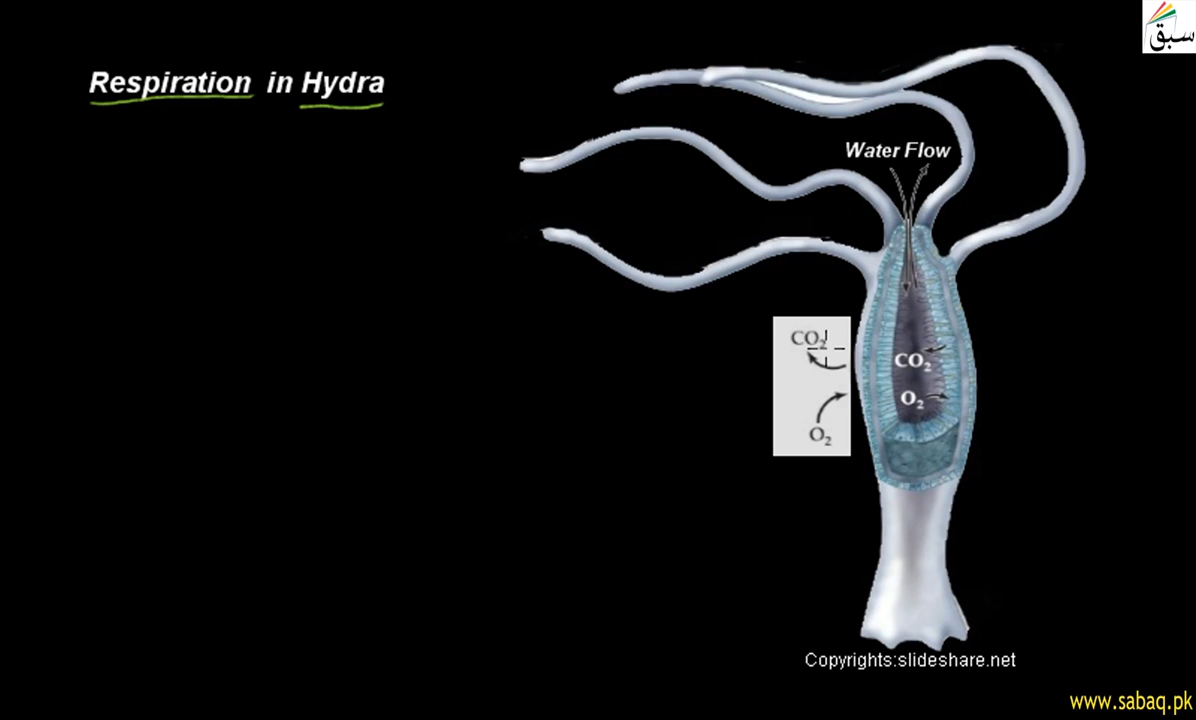 سبق
Respiration in Hydra
Water Flow
CO₂
CO₂
O₂
O₂
Copyrights:slideshare.net
www.sabaq.pk